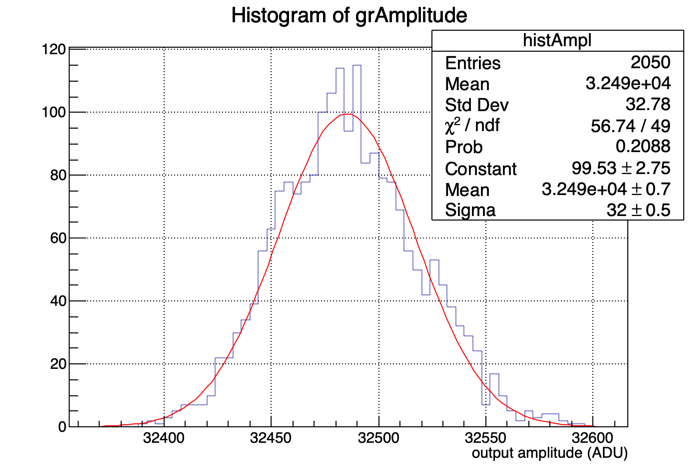 Histogram of grAmplitude
histAmpl
Entries 2050
Mean 3.249e+04
Std Dev 32.78
χ² / ndf 56.74 / 49
Prob 0.2088
Constant 99.53 ± 2.75
Mean 3.249e+04 ± 0.7
Sigma 32 ± 0.5
120
100
80
60
40
20
0
32400 32450 32500 32550 32600
output amplitude (ADU)